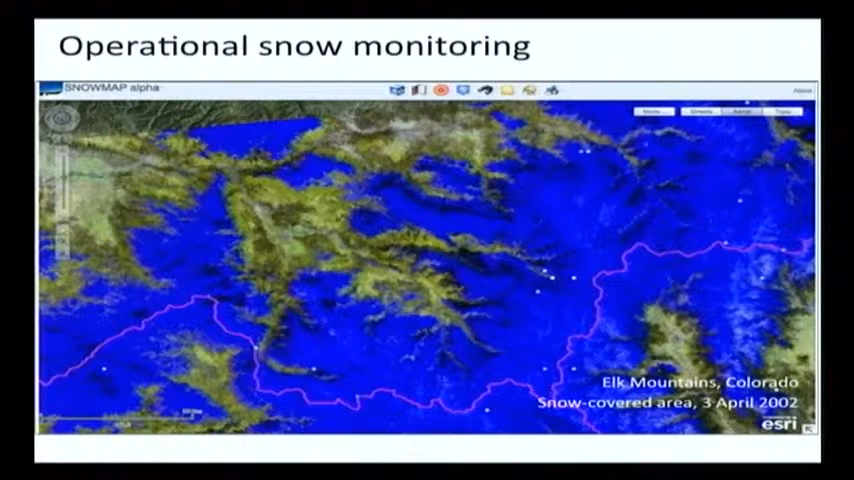 Operational snow monitoring
SNOWMAP alpha
Elk Mountains, Colorado
Snow-covered area, 3 April 2002
esri